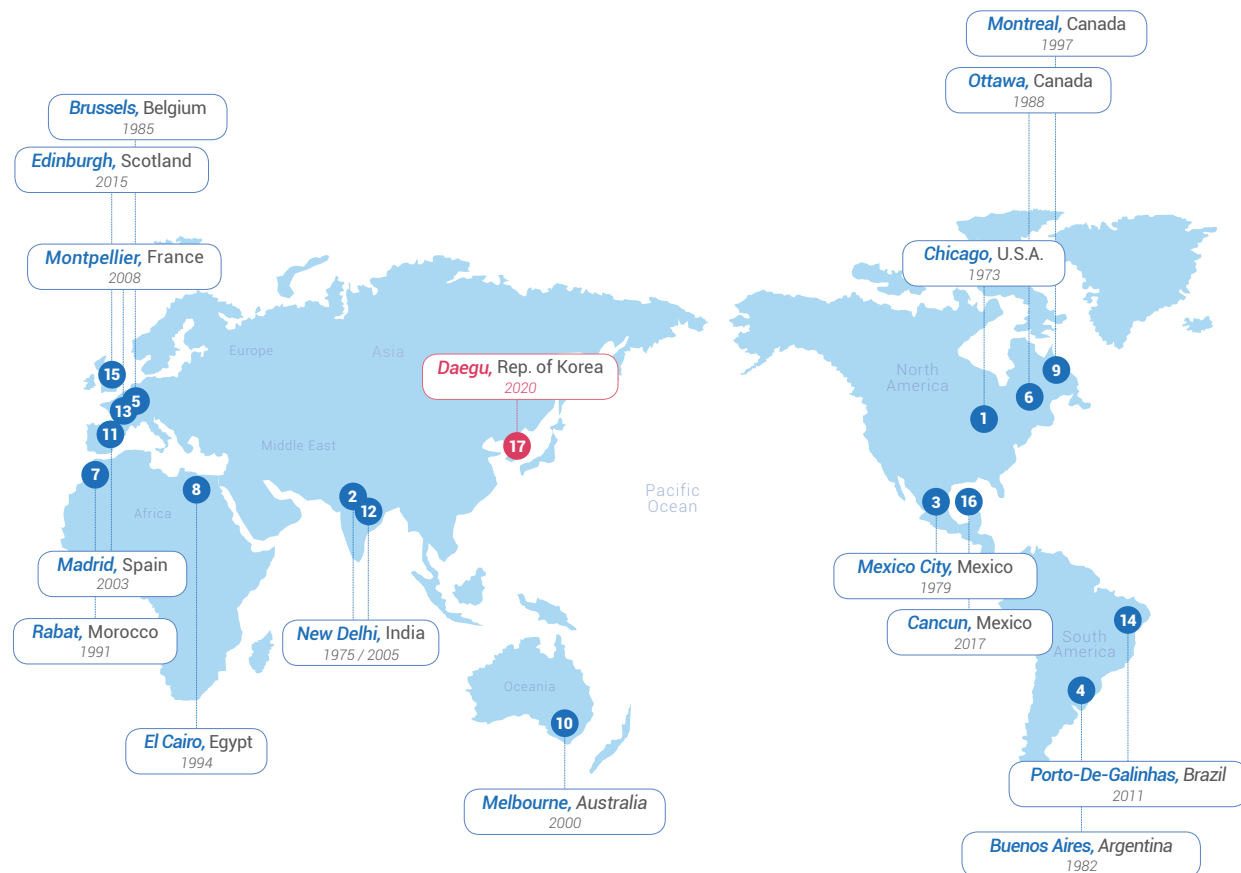 Montreal, Canada
1997
Ottawa, Canada
1988
Brussels, Belgium
1985
Edinburgh, Scotland
2015
Montpellier, France
2008
Chicago, U.S.A.
1973
Europe
Asia
Daegu, Rep. of Korea
2020
North
America
15
5
13
11
9
6
1
17
7
8
Middle East
2
12
3
16
Africa
Pacific
Ocean
Madrid, Spain
2003
Mexico City, Mexico
1979
Rabat, Morocco
1991
New Delhi, India
1975 / 2005
Cancun, Mexico
2017
14
South
America
Oceania
4
10
El Cairo, Egypt
1994
Porto-De-Galinhas, Brazil
2011
Melbourne, Australia
2000
Buenos Aires, Argentina
1982